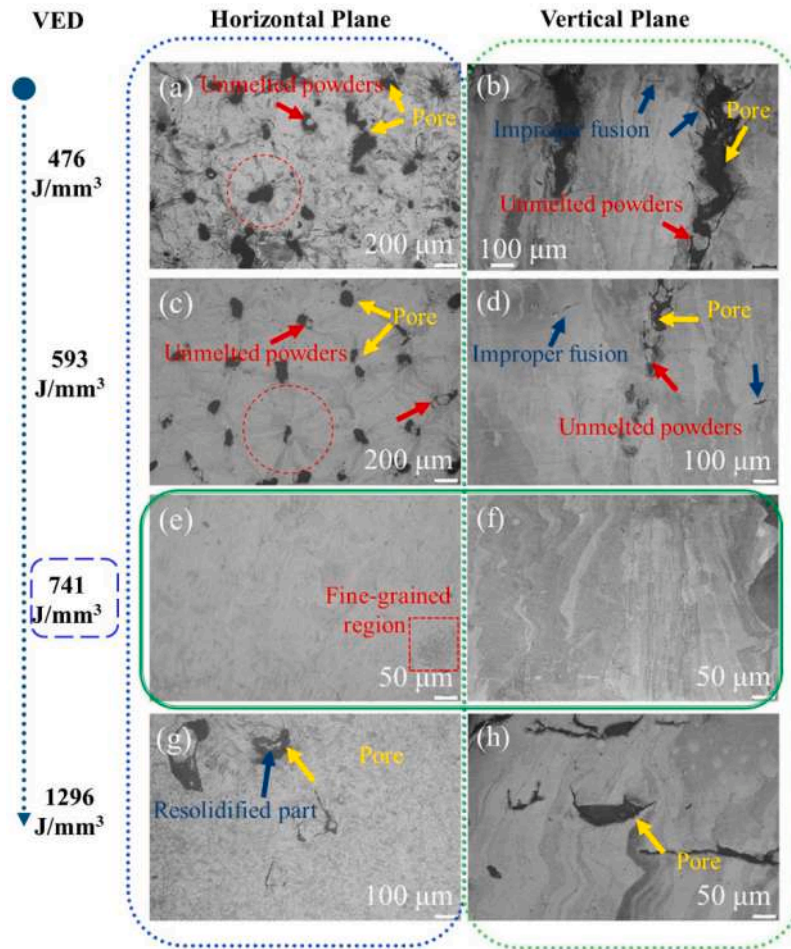 VED
Horizontal Plane
Vertical Plane
476
J/mm³
(a)
Unmelted powders
Pore
200 μm
(b)
Improper fusion
Pore
Unmelted powders
100 μm
593
J/mm³
(c)
Pore
Unmelted powders
200 μm
(d)
Pore
Improper fusion
Unmelted powders
100 μm
741
J/mm³
(e)
Fine-grained
region
50 μm
(f)
50 μm
1296
J/mm³
(g)
Pore
Resolidified part
100 μm
(h)
Pore
50 μm